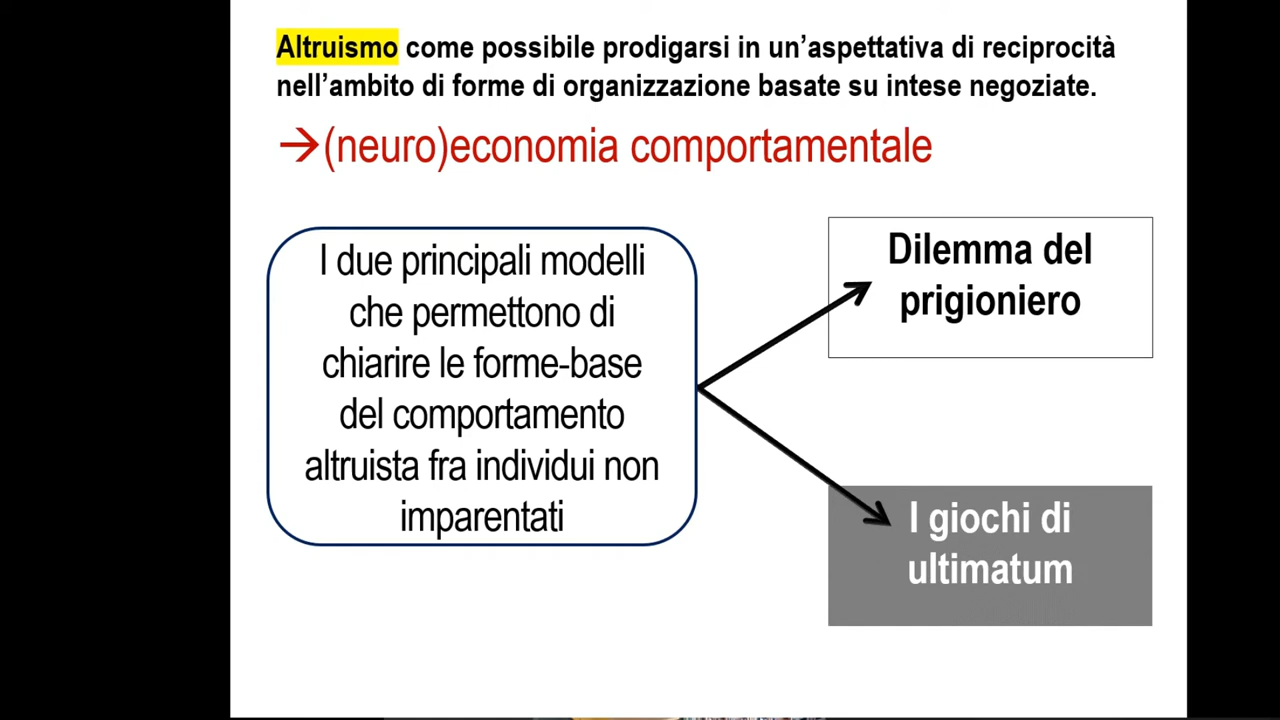 Altruismo come possibile prodigarsi in un’aspettativa di reciprocità
nell’ambito di forme di organizzazione basate su intese negoziate.
→(neuro)economia comportamentale
I due principali modelli
che permettono di
chiarire le forme-base
del comportamento
altruista fra individui non
imparentati
Dilemma del
prigioniero
I giochi di
ultimatum